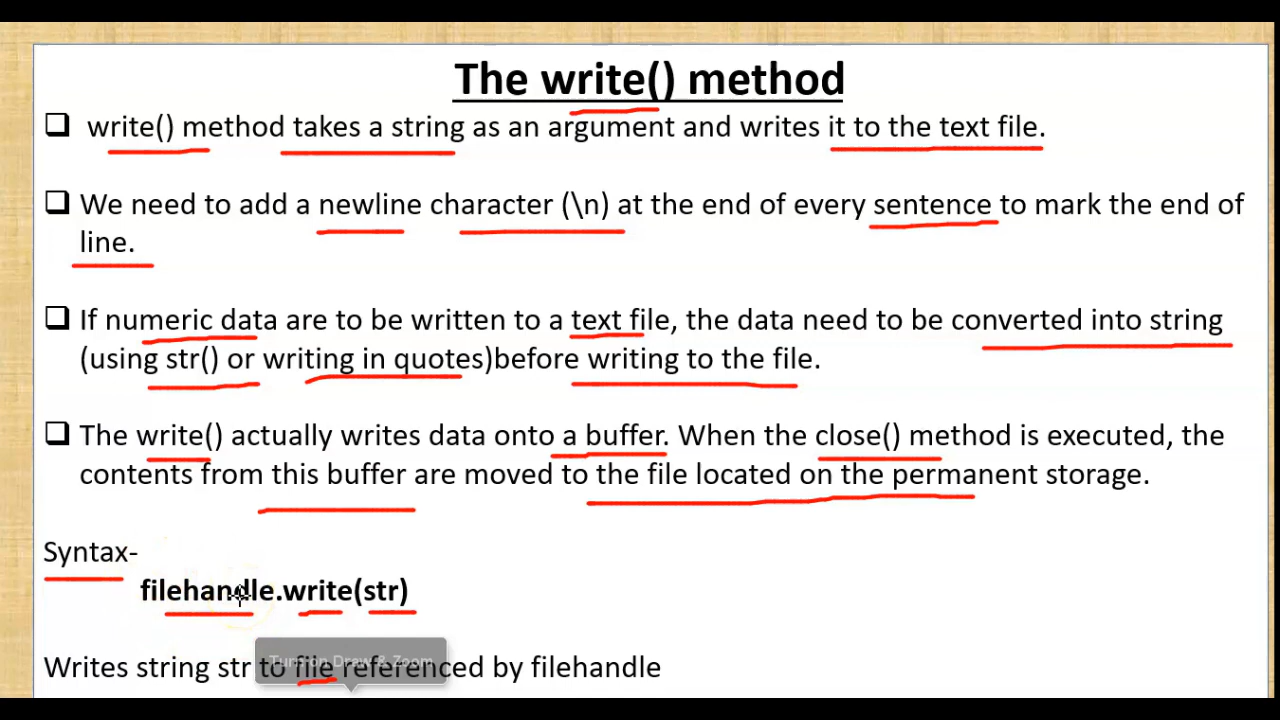 The write() method
write() method takes a string as an argument and writes it to the text file.
We need to add a newline character (\n) at the end of every sentence to mark the end of
line.
If numeric data are to be written to a text file, the data need to be converted into string
(using str() or writing in quotes)before writing to the file.
The write() actually writes data onto a buffer. When the close() method is executed, the
contents from this buffer are moved to the file located on the permanent storage.
Syntax-
filehandle.write(str)
Turn on Draw & Zoom
Writes string str to file referenced by filehandle